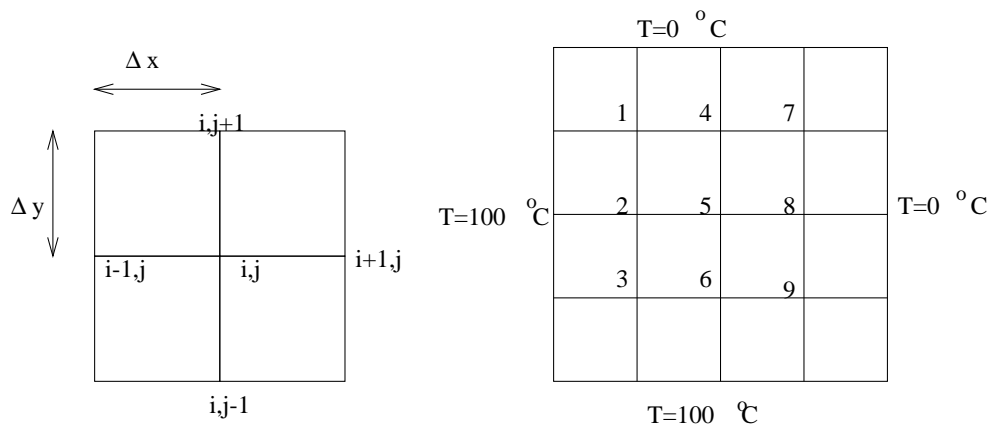 Δ x
i,j+1
Δ y
i-1,j
i,j
i+1,j
i,j-1
T=0 °C
1 4 7
T=100 °C
2 5 8
T=0 °C
3 6 9
T=100 °C